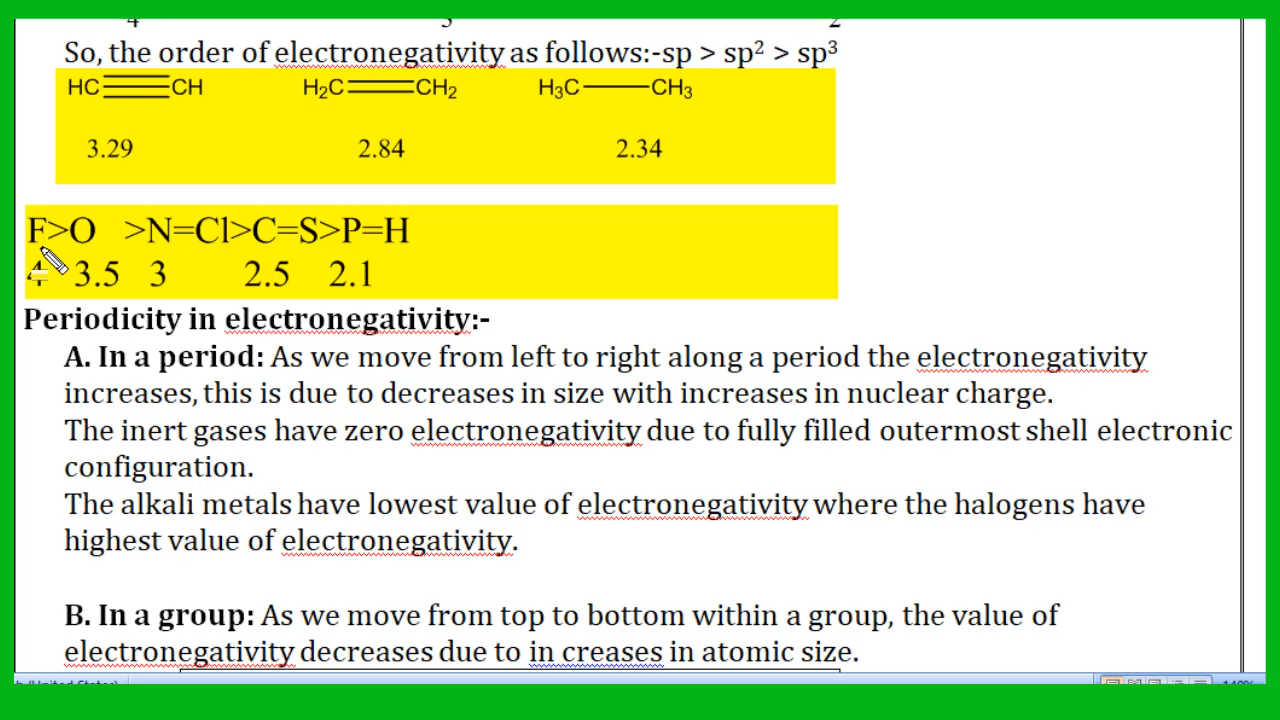 So, the order of electronegativity as follows:-sp > sp² > sp³
HC≡CH H₂C=CH₂ H₃C—CH₃
3.29 2.84 2.34
F>O >N=Cl>C=S>P=H
4 3.5 3 2.5 2.1
Periodicity in electronegativity:-
A. In a period: As we move from left to right along a period the electronegativity
increases, this is due to decreases in size with increases in nuclear charge.
The inert gases have zero electronegativity due to fully filled outermost shell electronic
configuration.
The alkali metals have lowest value of electronegativity where the halogens have
highest value of electronegativity.
B. In a group: As we move from top to bottom within a group, the value of
electronegativity decreases due to in creases in atomic size.